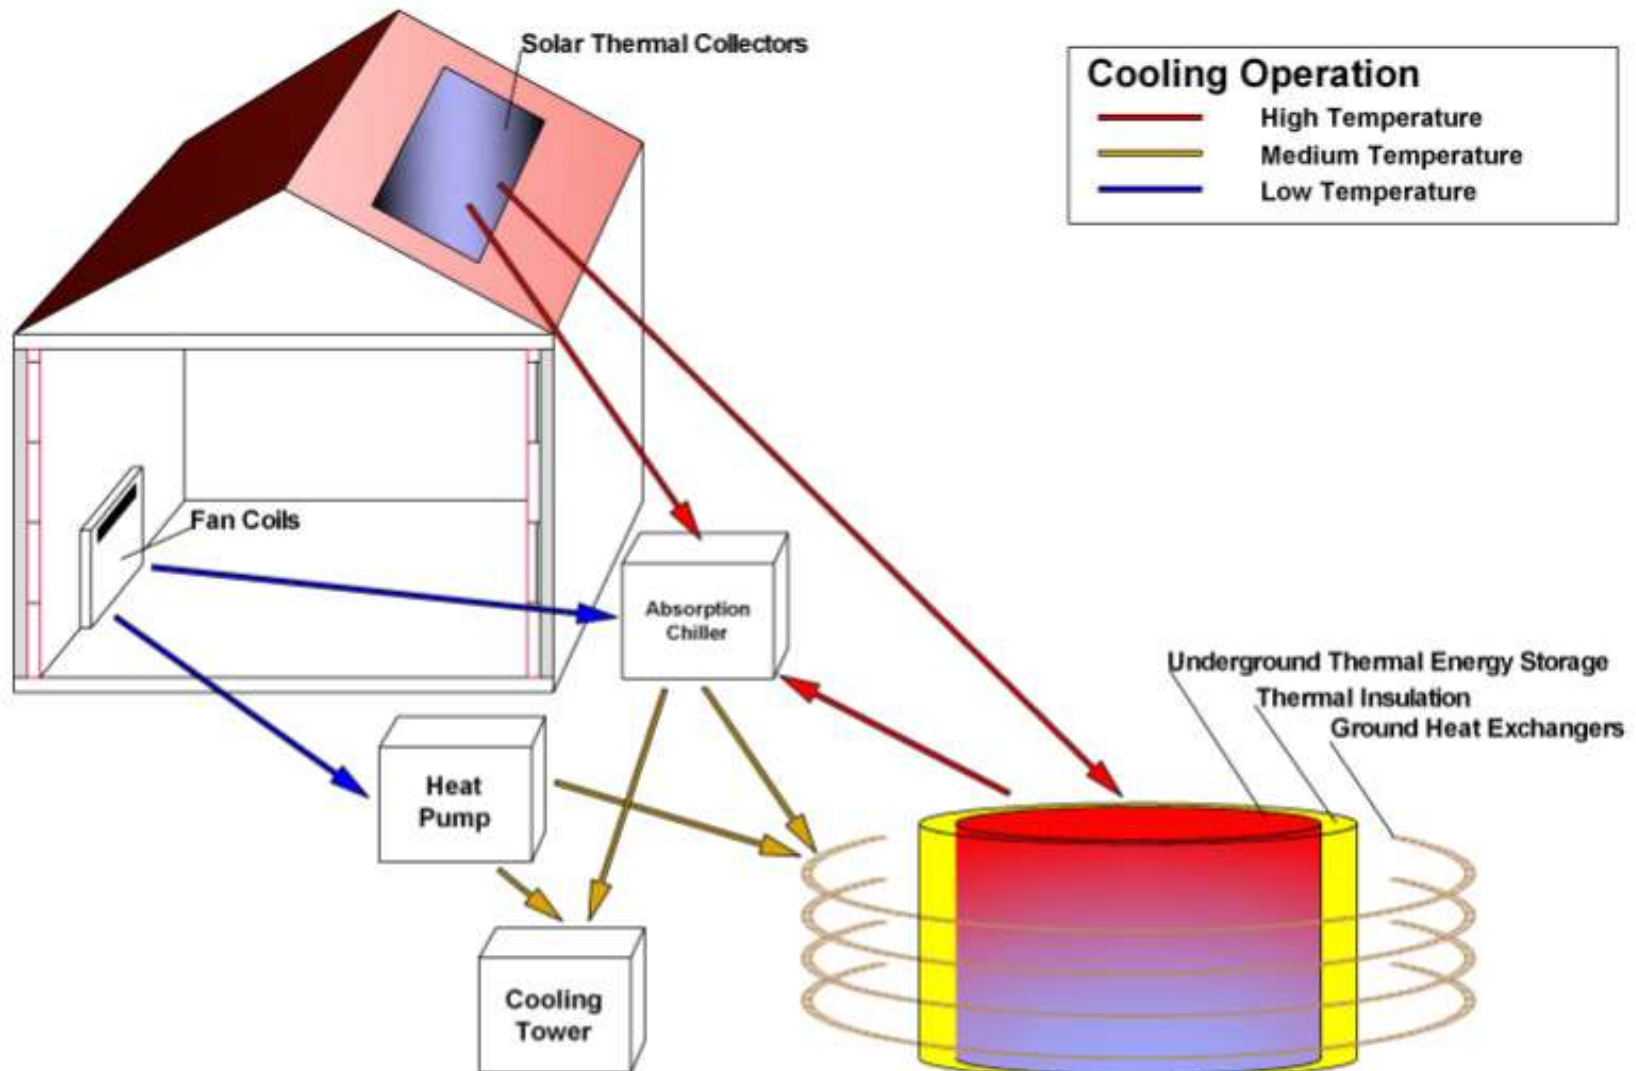 Solar Thermal Collectors
Cooling Operation
High Temperature
Medium Temperature
Low Temperature
Fan Coils
Absorption
Chiller
Underground Thermal Energy Storage
Thermal Insulation
Ground Heat Exchangers
Heat
Pump
Cooling
Tower